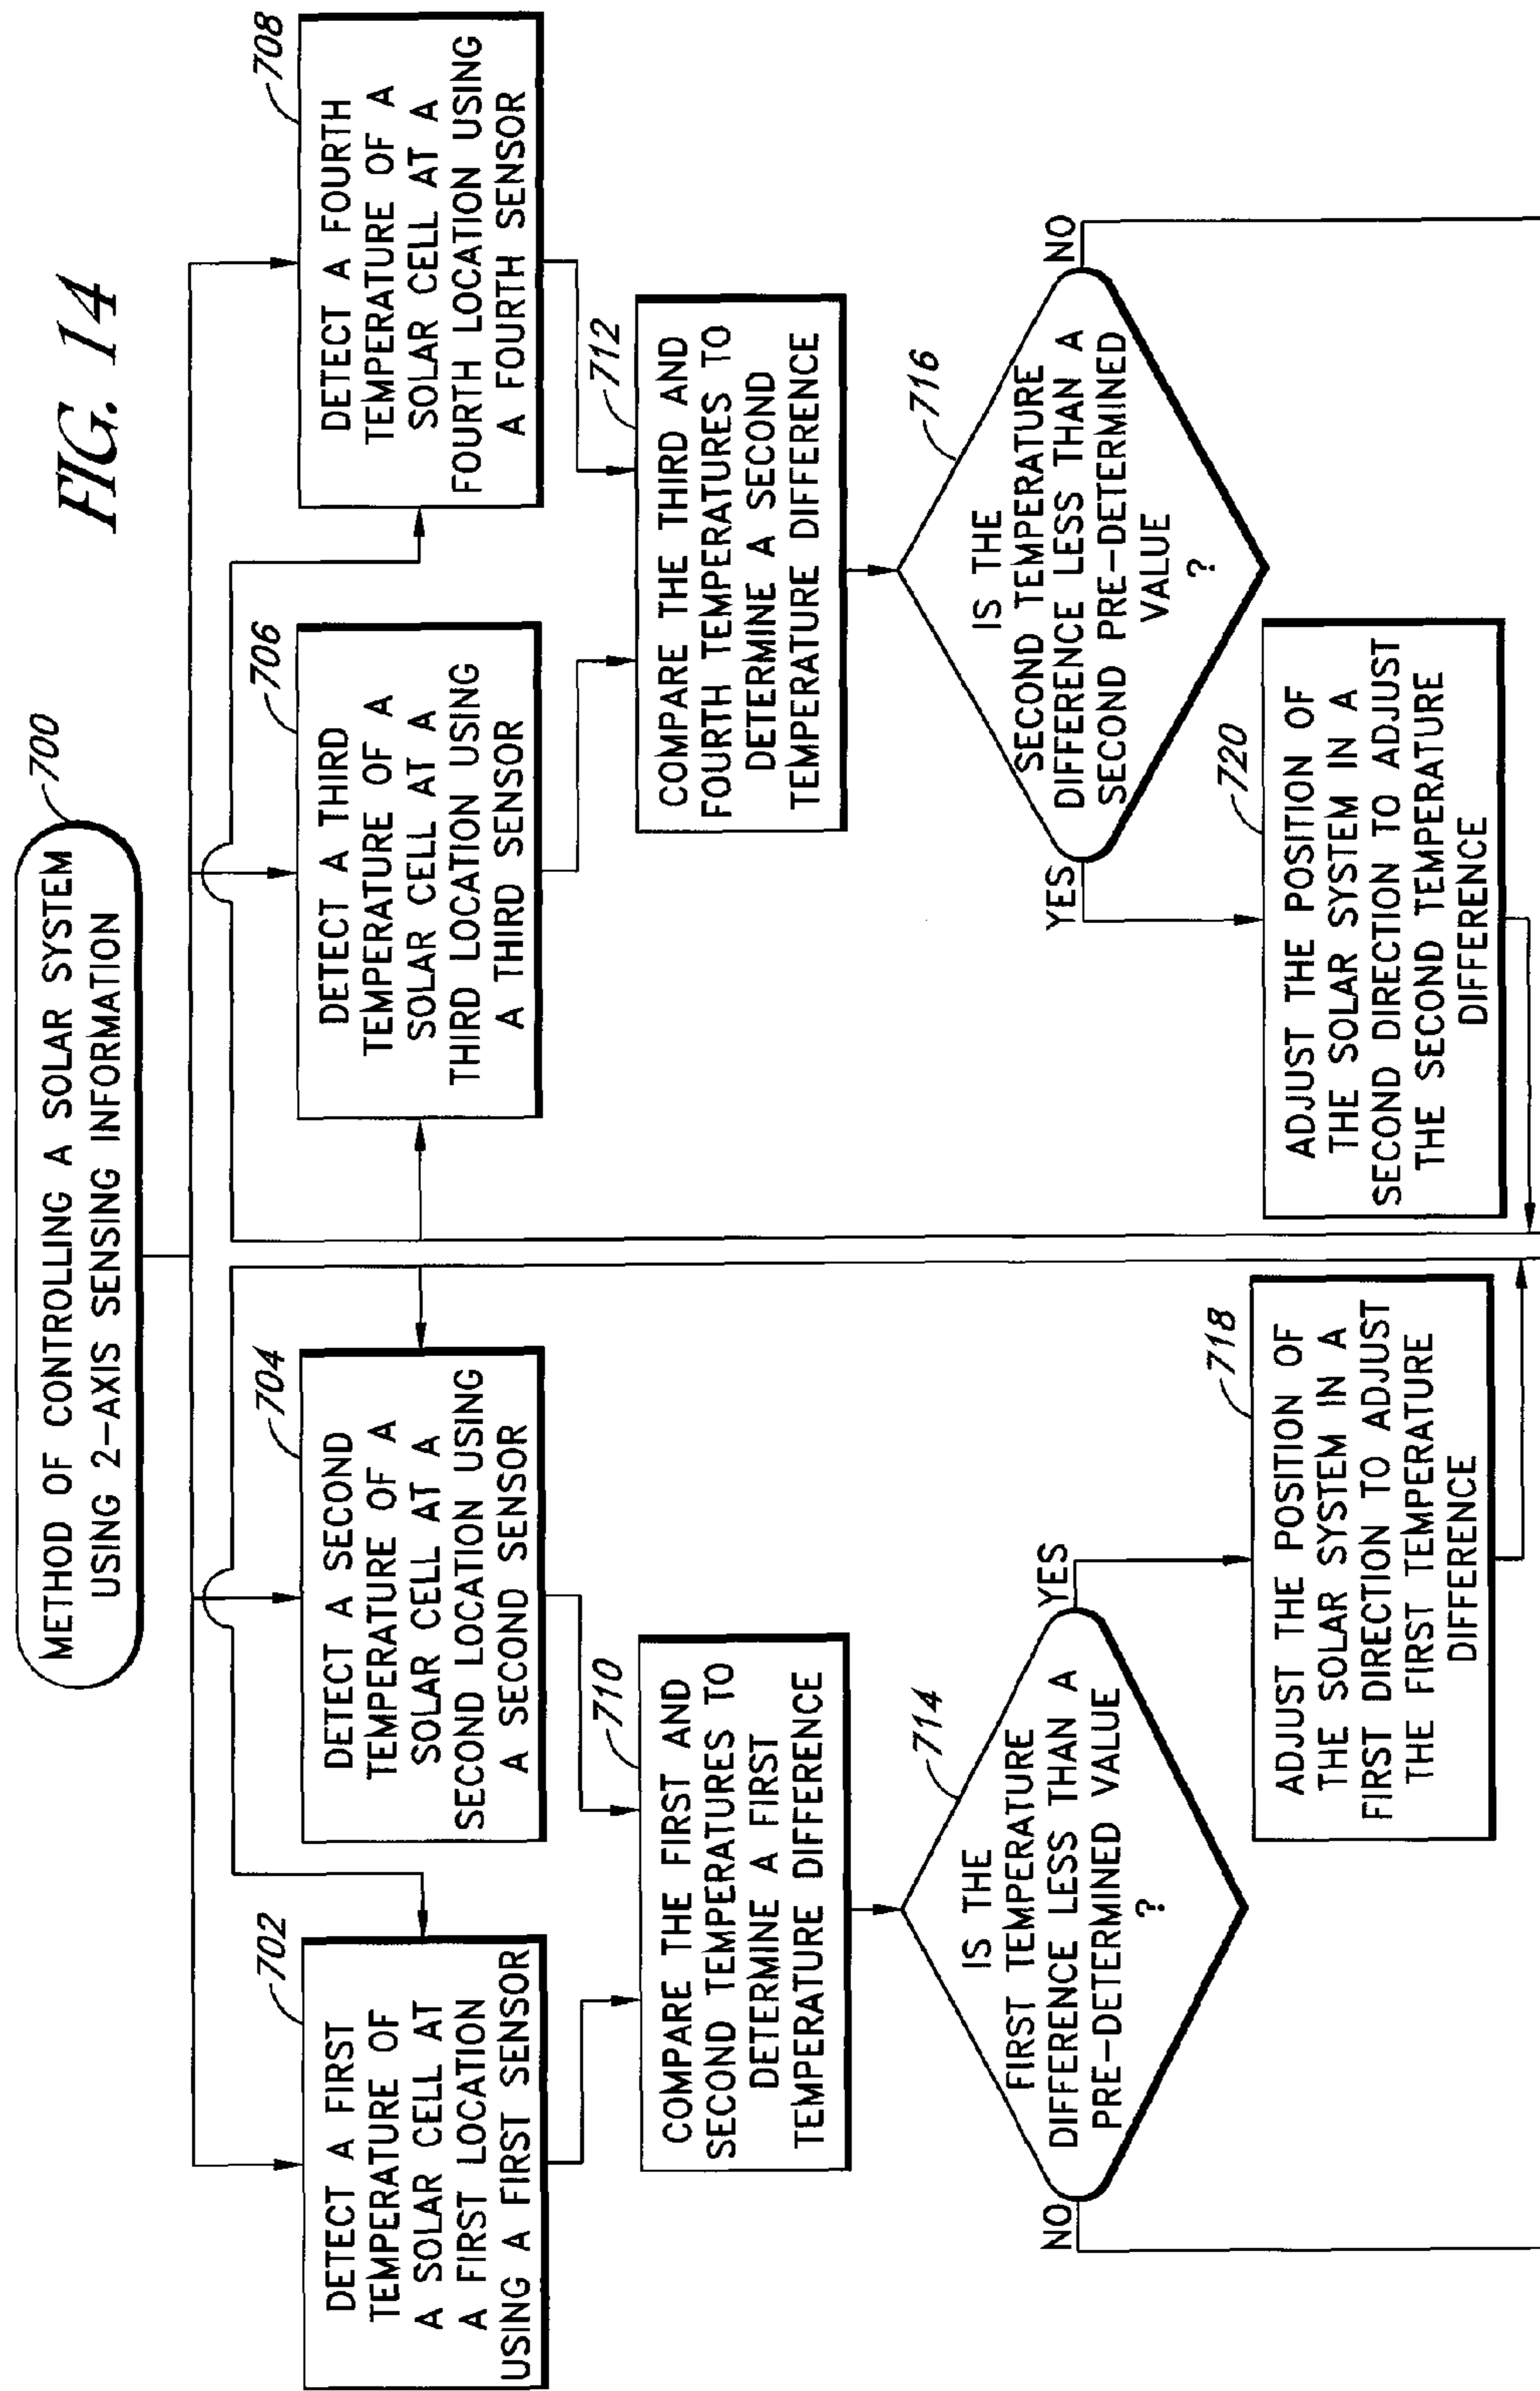 FIG. 14
700
METHOD OF CONTROLLING A SOLAR SYSTEM
USING 2-AXIS SENSING INFORMATION
702
DETECT A FIRST
TEMPERATURE OF
A SOLAR CELL AT
A FIRST LOCATION
USING A FIRST SENSOR
704
DETECT A SECOND
TEMPERATURE OF A
SOLAR CELL AT A
SECOND LOCATION USING
A SECOND SENSOR
706
DETECT A THIRD
TEMPERATURE OF A
SOLAR CELL AT A
THIRD LOCATION USING
A THIRD SENSOR
708
DETECT A FOURTH
TEMPERATURE OF A
SOLAR CELL AT A
FOURTH LOCATION USING
A FOURTH SENSOR
710
COMPARE THE FIRST AND
SECOND TEMPERATURES TO
DETERMINE A FIRST
TEMPERATURE DIFFERENCE
712
COMPARE THE THIRD AND
FOURTH TEMPERATURES TO
DETERMINE A SECOND
TEMPERATURE DIFFERENCE
714
IS THE
FIRST TEMPERATURE
DIFFERENCE LESS THAN A
PRE-DETERMINED VALUE
?
NO
YES
716
IS THE
SECOND TEMPERATURE
DIFFERENCE LESS THAN A
SECOND PRE-DETERMINED
VALUE
?
YES
NO
718
ADJUST THE POSITION OF
THE SOLAR SYSTEM IN A
FIRST DIRECTION TO ADJUST
THE FIRST TEMPERATURE
DIFFERENCE
720
ADJUST THE POSITION OF
THE SOLAR SYSTEM IN A
SECOND DIRECTION TO ADJUST
THE SECOND TEMPERATURE
DIFFERENCE